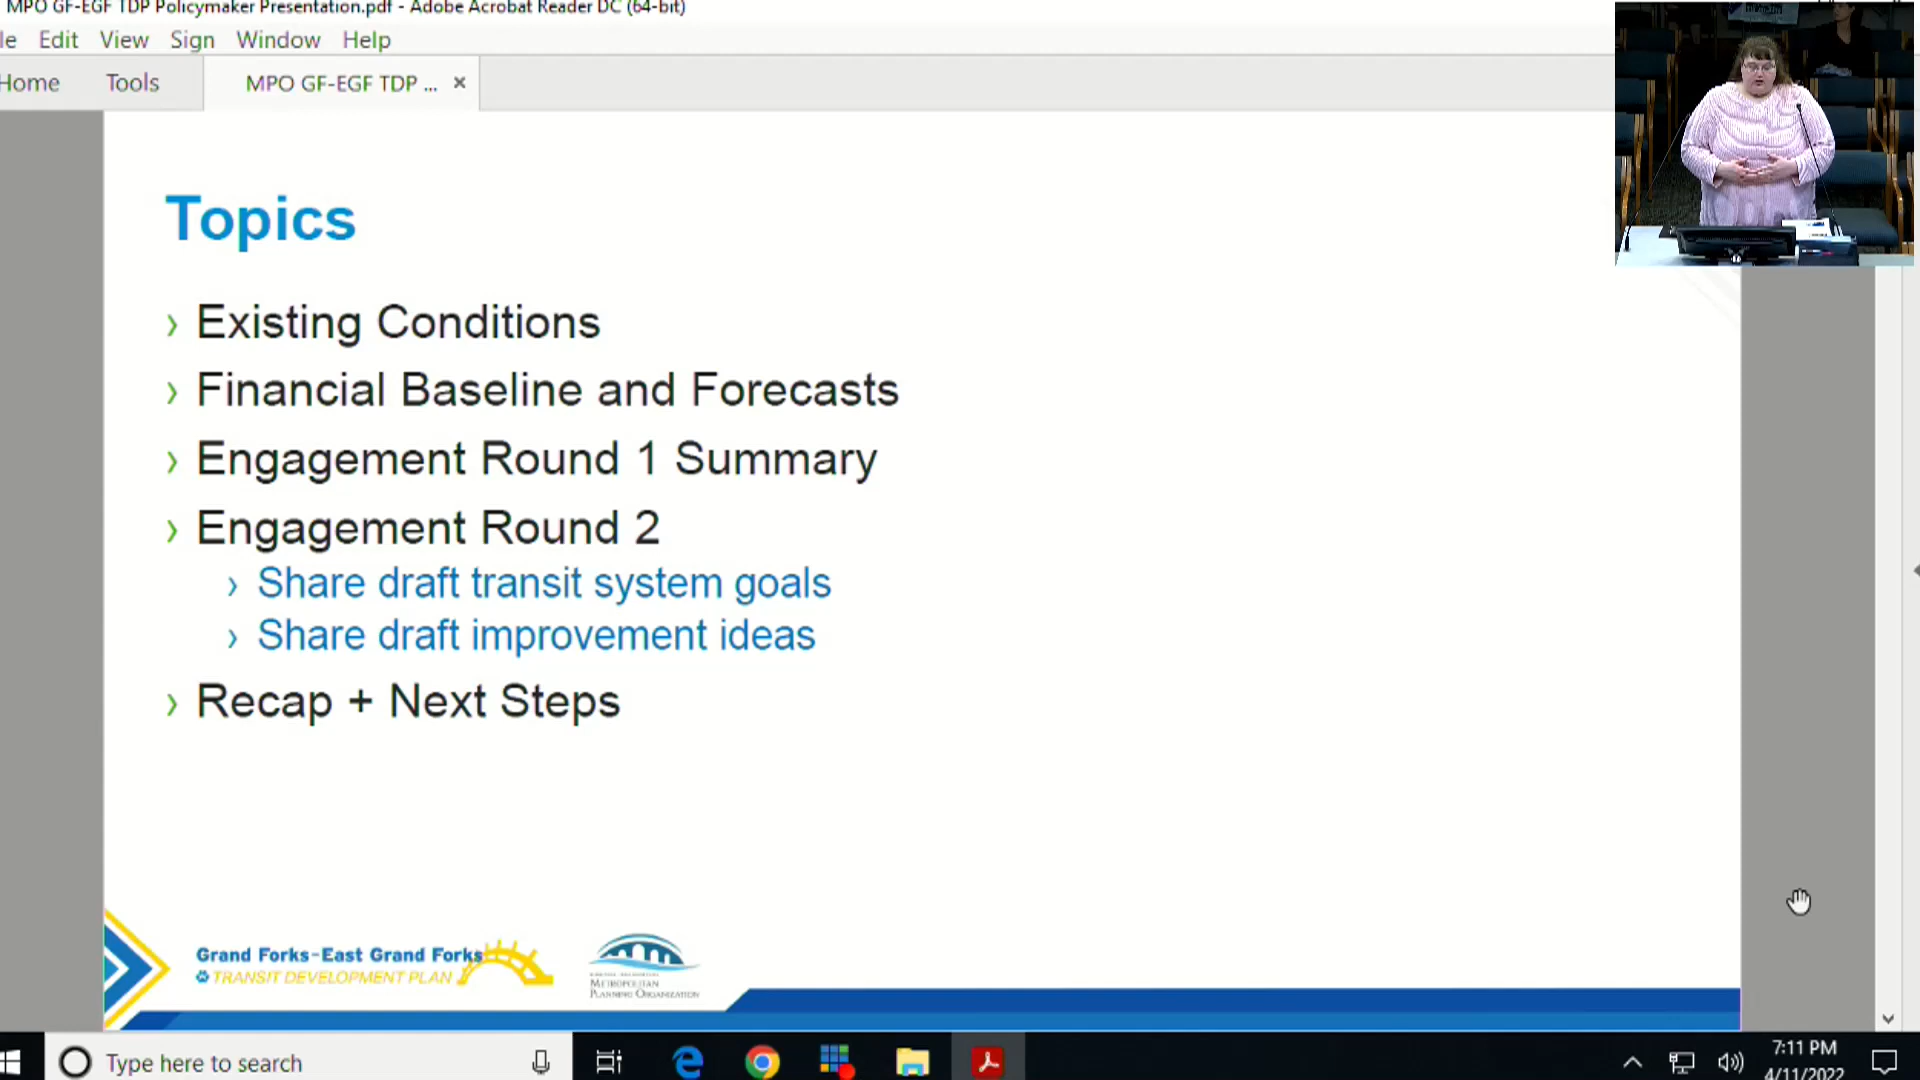 MPO GF-EGF TDP Policymaker Presentation.pdf - Adobe Acrobat Reader DC (64-bit)
le Edit View Sign Window Help
Home Tools MPO GF-EGF TDP ... ×
Topics
› Existing Conditions
› Financial Baseline and Forecasts
› Engagement Round 1 Summary
› Engagement Round 2
› Share draft transit system goals
› Share draft improvement ideas
› Recap + Next Steps
Grand Forks-East Grand Forks
TRANSIT DEVELOPMENT PLAN
METROPOLITAN
PLANNING ORGANIZATION
Type here to search
7:11 PM
4/11/2022